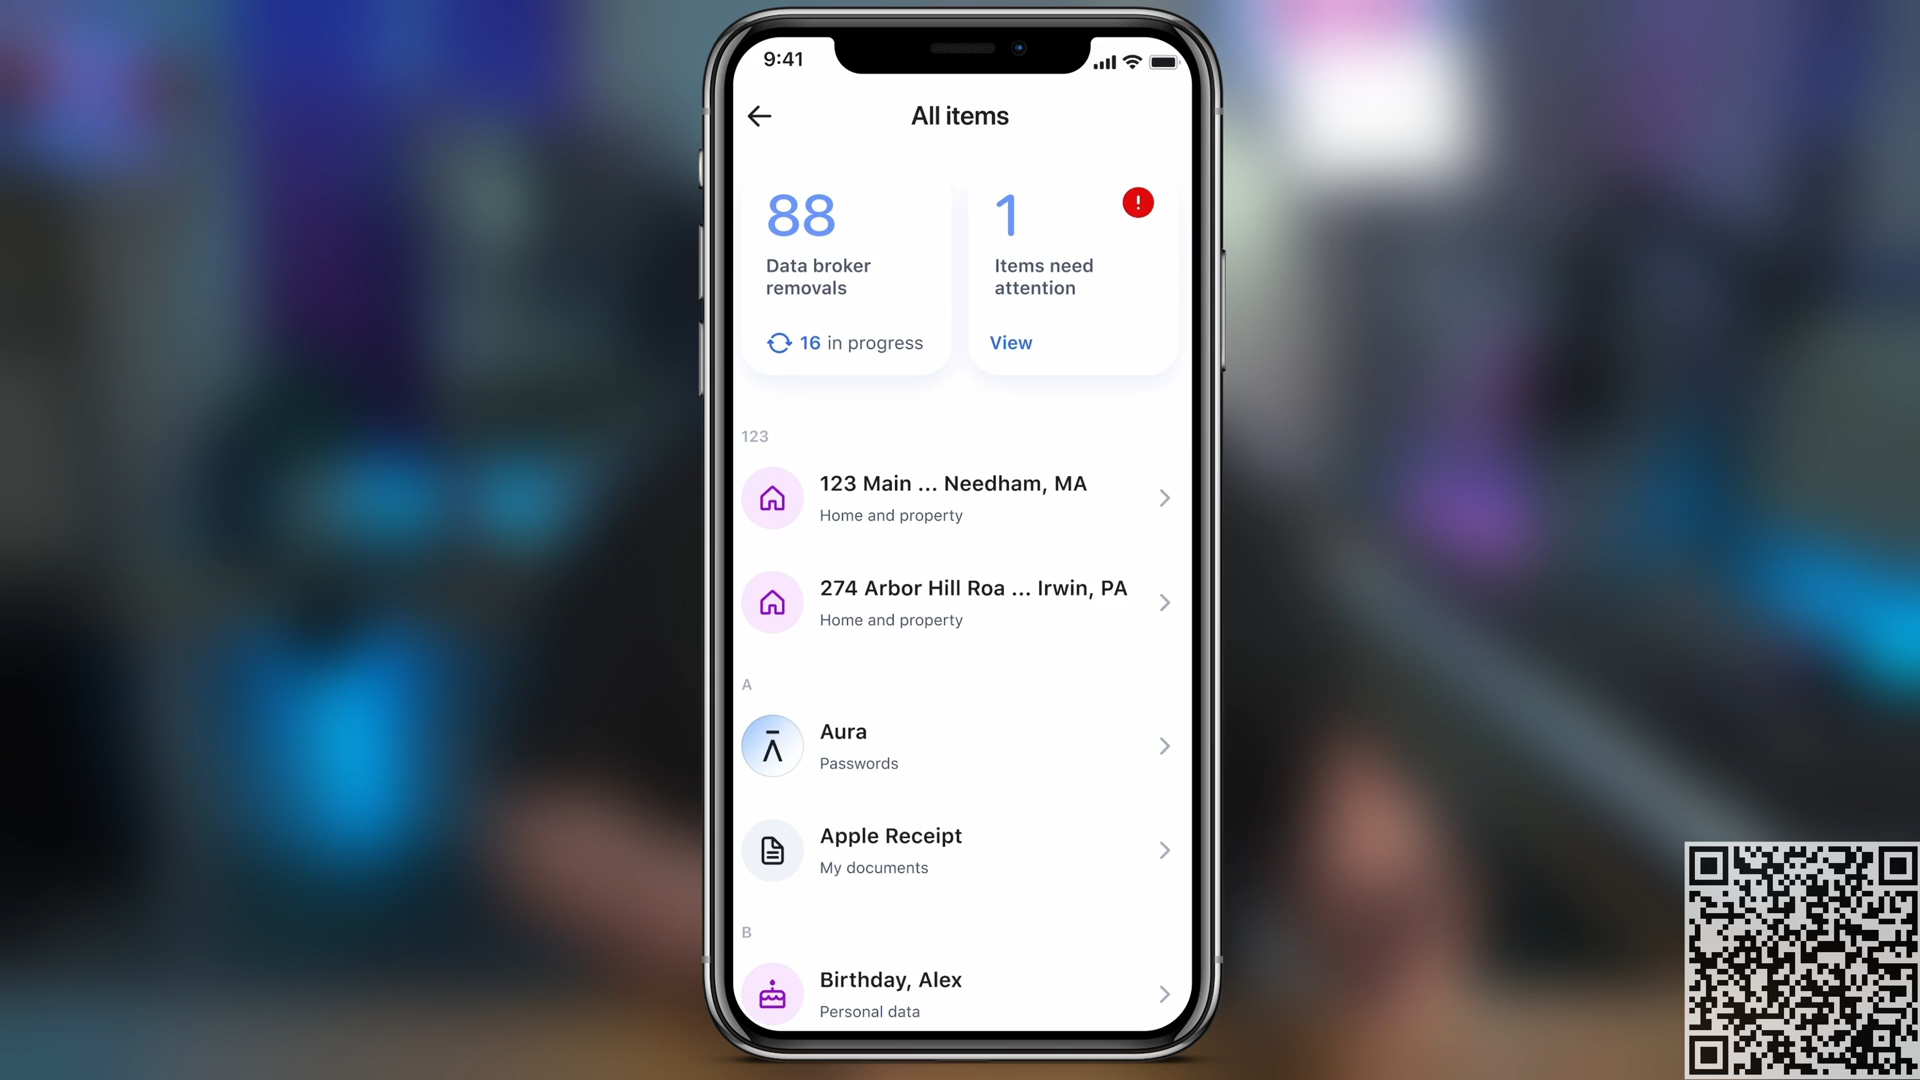 9:41
All items
88
Data broker
removals
16 in progress
1
!
Items need
attention
View
123
123 Main ... Needham, MA
Home and property
274 Arbor Hill Roa ... Irwin, PA
Home and property
A
Aura
Passwords
Apple Receipt
My documents
B
Birthday, Alex
Personal data